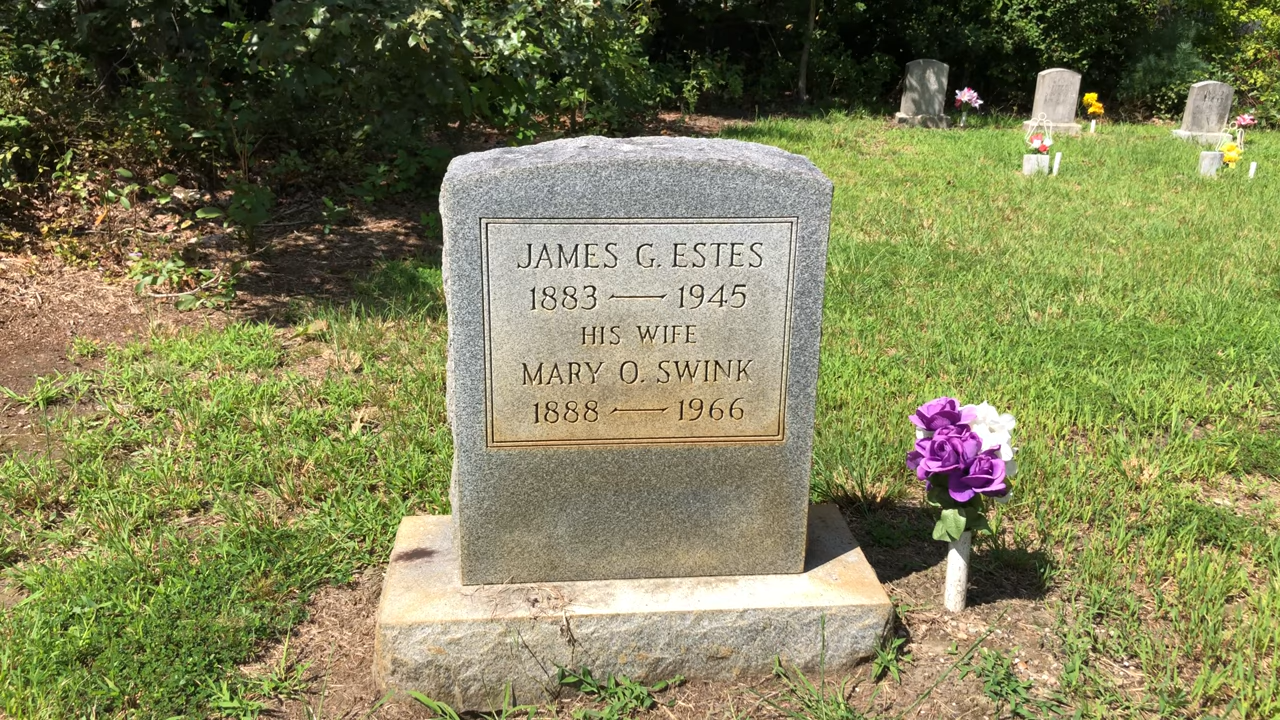 JAMES G. ESTES
1883 — 1945
HIS WIFE
MARY O. SWINK
1888 — 1966